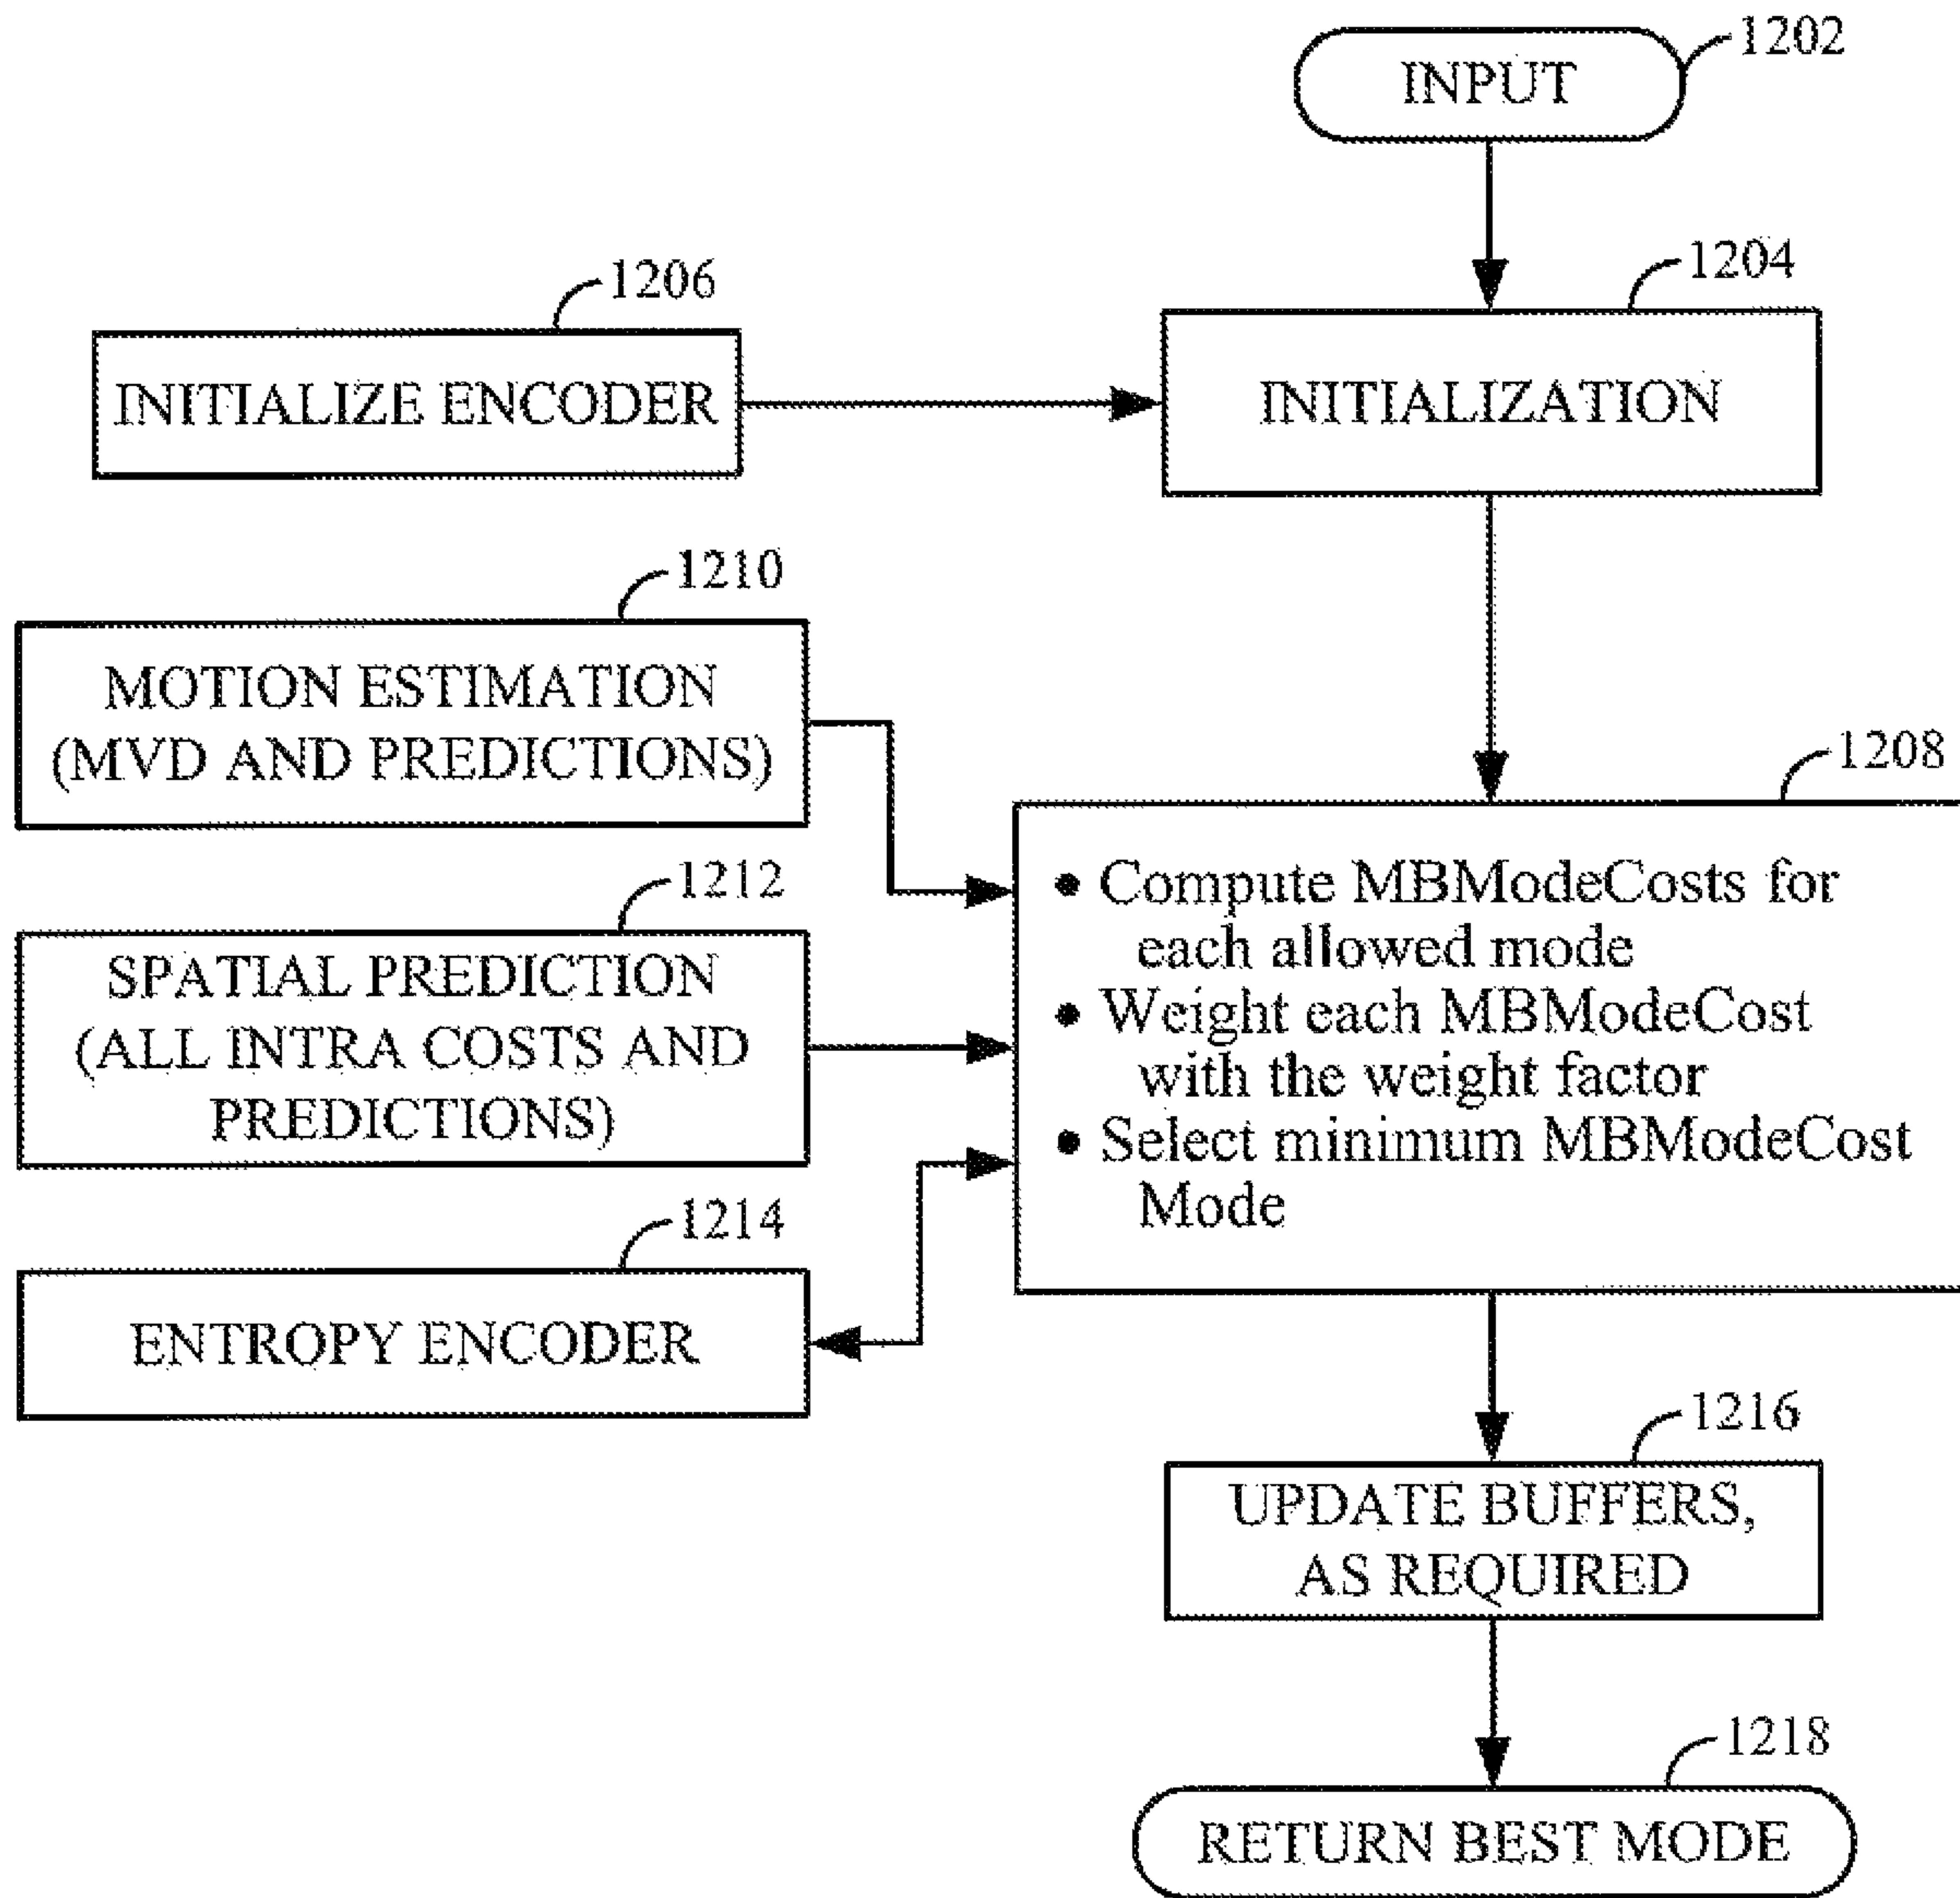 INPUT
1202
1204
INITIALIZATION
1206
INITIALIZE ENCODER
1210
MOTION ESTIMATION
(MVD AND PREDICTIONS)
1212
SPATIAL PREDICTION
(ALL INTRA COSTS AND
PREDICTIONS)
1214
ENTROPY ENCODER
1208
• Compute MBModeCosts for
each allowed mode
• Weight each MBModeCost
with the weight factor
• Select minimum MBModeCost
Mode
1216
UPDATE BUFFERS,
AS REQUIRED
1218
RETURN BEST MODE